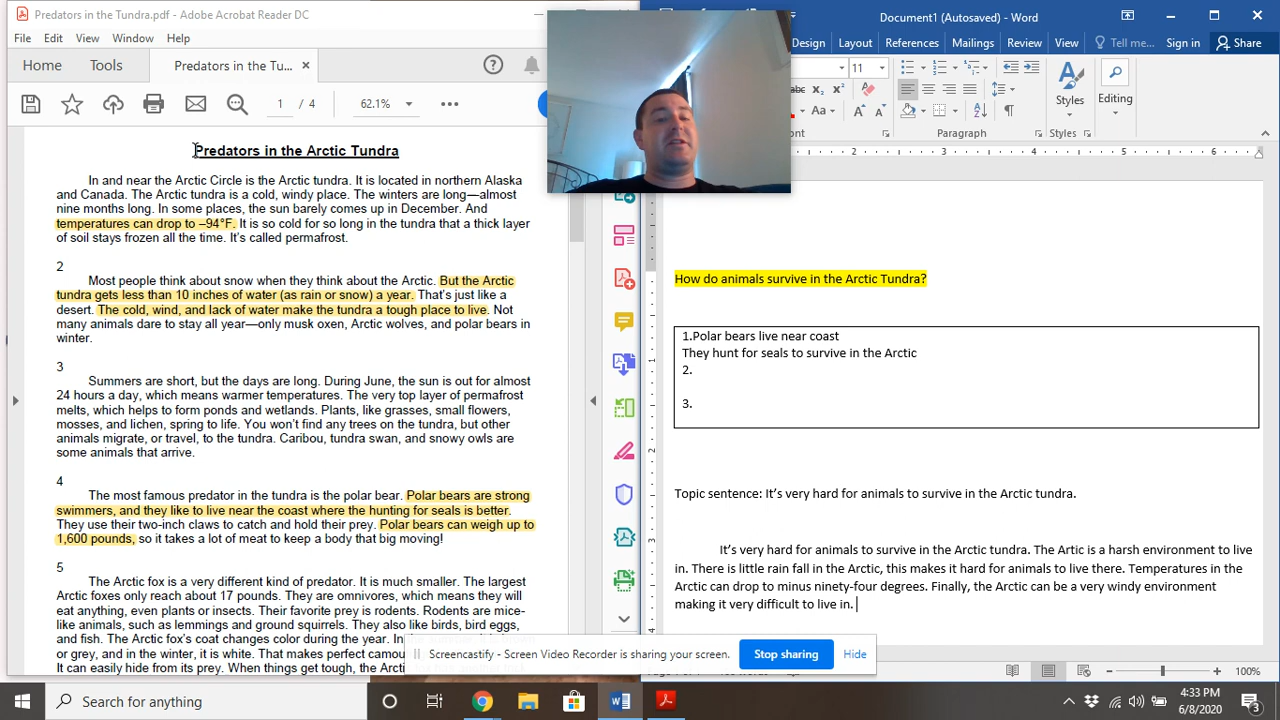 Predators in the Tundra.pdf - Adobe Acrobat Reader DC
File Edit View Window Help
Home Tools Predators in the Tu... ×
1 / 4 62.1%
Predators in the Arctic Tundra
In and near the Arctic Circle is the Arctic tundra. It is located in northern Alaska
and Canada. The Arctic tundra is a cold, windy place. The winters are long—almost
nine months long. In some places, the sun barely comes up in December. And
temperatures can drop to –94°F. It is so cold for so long in the tundra that a thick layer
of soil stays frozen all the time. It's called permafrost.
2
Most people think about snow when they think about the Arctic. But the Arctic
tundra gets less than 10 inches of water (as rain or snow) a year. That's just like a
desert. The cold, wind, and lack of water make the tundra a tough place to live. Not
many animals dare to stay all year—only musk oxen, Arctic wolves, and polar bears in
winter.
3
Summers are short, but the days are long. During June, the sun is out for almost
24 hours a day, which means warmer temperatures. The very top layer of permafrost
melts, which helps to form ponds and wetlands. Plants, like grasses, small flowers,
mosses, and lichen, spring to life. You won't find any trees on the tundra, but other
animals migrate, or travel, to the tundra. Caribou, tundra swan, and snowy owls are
some animals that arrive.
4
The most famous predator in the tundra is the polar bear. Polar bears are strong
swimmers, and they like to live near the coast where the hunting for seals is better.
They use their two-inch claws to catch and hold their prey. Polar bears can weigh up to
1,600 pounds, so it takes a lot of meat to keep a body that big moving!
5
The Arctic fox is a very different kind of predator. It is much smaller. The largest
Arctic foxes only reach about 17 pounds. They are omnivores, which means they will
eat anything, even plants or insects. Their favorite prey is rodents. Rodents are mice-
like animals, such as lemmings and ground squirrels. They also like birds, bird eggs,
and fish. The Arctic fox's coat changes color during the year. In
or grey, and in the winter, it is white. That makes perfect camou
It can easily hide from its prey. When things get tough, the Arcti
Document1 (Autosaved) - Word
Design Layout References Mailings Review View Tell me... Sign in Share
11
abc x₂ x² Aa
Styles Editing
Paragraph Styles
1 2 3 4 5 6
How do animals survive in the Arctic Tundra?
1.Polar bears live near coast
They hunt for seals to survive in the Arctic
2.
3.
Topic sentence: It's very hard for animals to survive in the Arctic tundra.
It's very hard for animals to survive in the Arctic tundra. The Artic is a harsh environment to live
in. There is little rain fall in the Arctic, this makes it hard for animals to live there. Temperatures in the
Arctic can drop to minus ninety-four degrees. Finally, the Arctic can be a very windy environment
making it very difficult to live in.
Screencastify - Screen Video Recorder is sharing your screen. Stop sharing Hide
100%
Search for anything
4:33 PM
6/8/2020
3